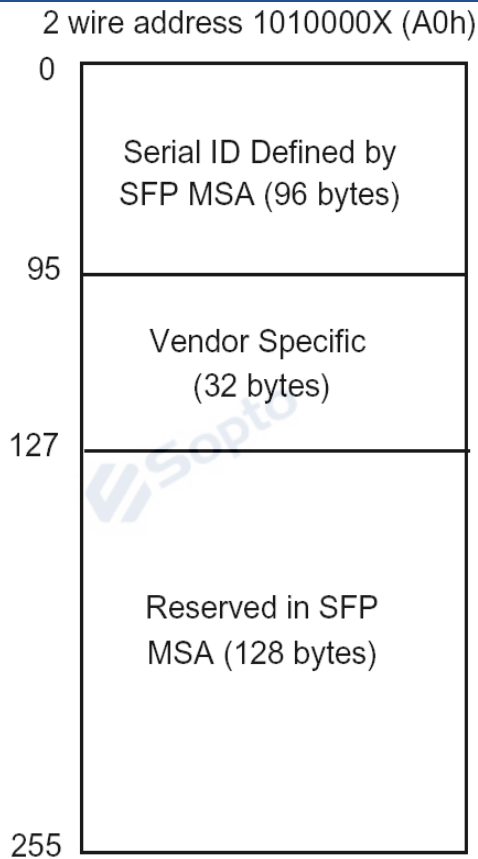 2 wire address 1010000X (A0h)
0
Serial ID Defined by
SFP MSA (96 bytes)
95
Vendor Specific
(32 bytes)
127
Sopto
Reserved in SFP
MSA (128 bytes)
255